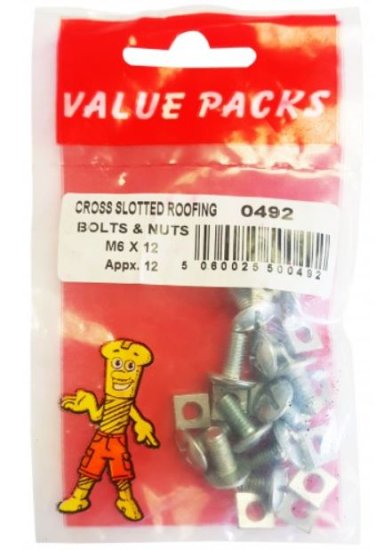 VALUE PACKS
CROSS SLOTTED ROOFING 0492
BOLTS & NUTS
M6 X 12
Appx. 12 5 060025 500492